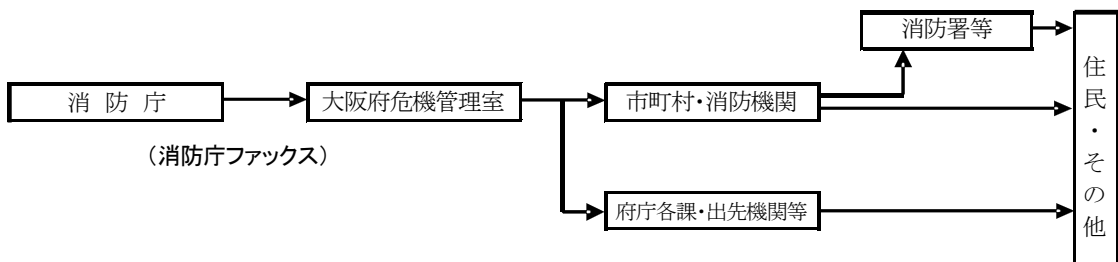 消防署等
消 防 庁
大阪府危機管理室
市町村・消防機関
（消防庁ファックス）
府庁各課・出先機関等
住民・その他